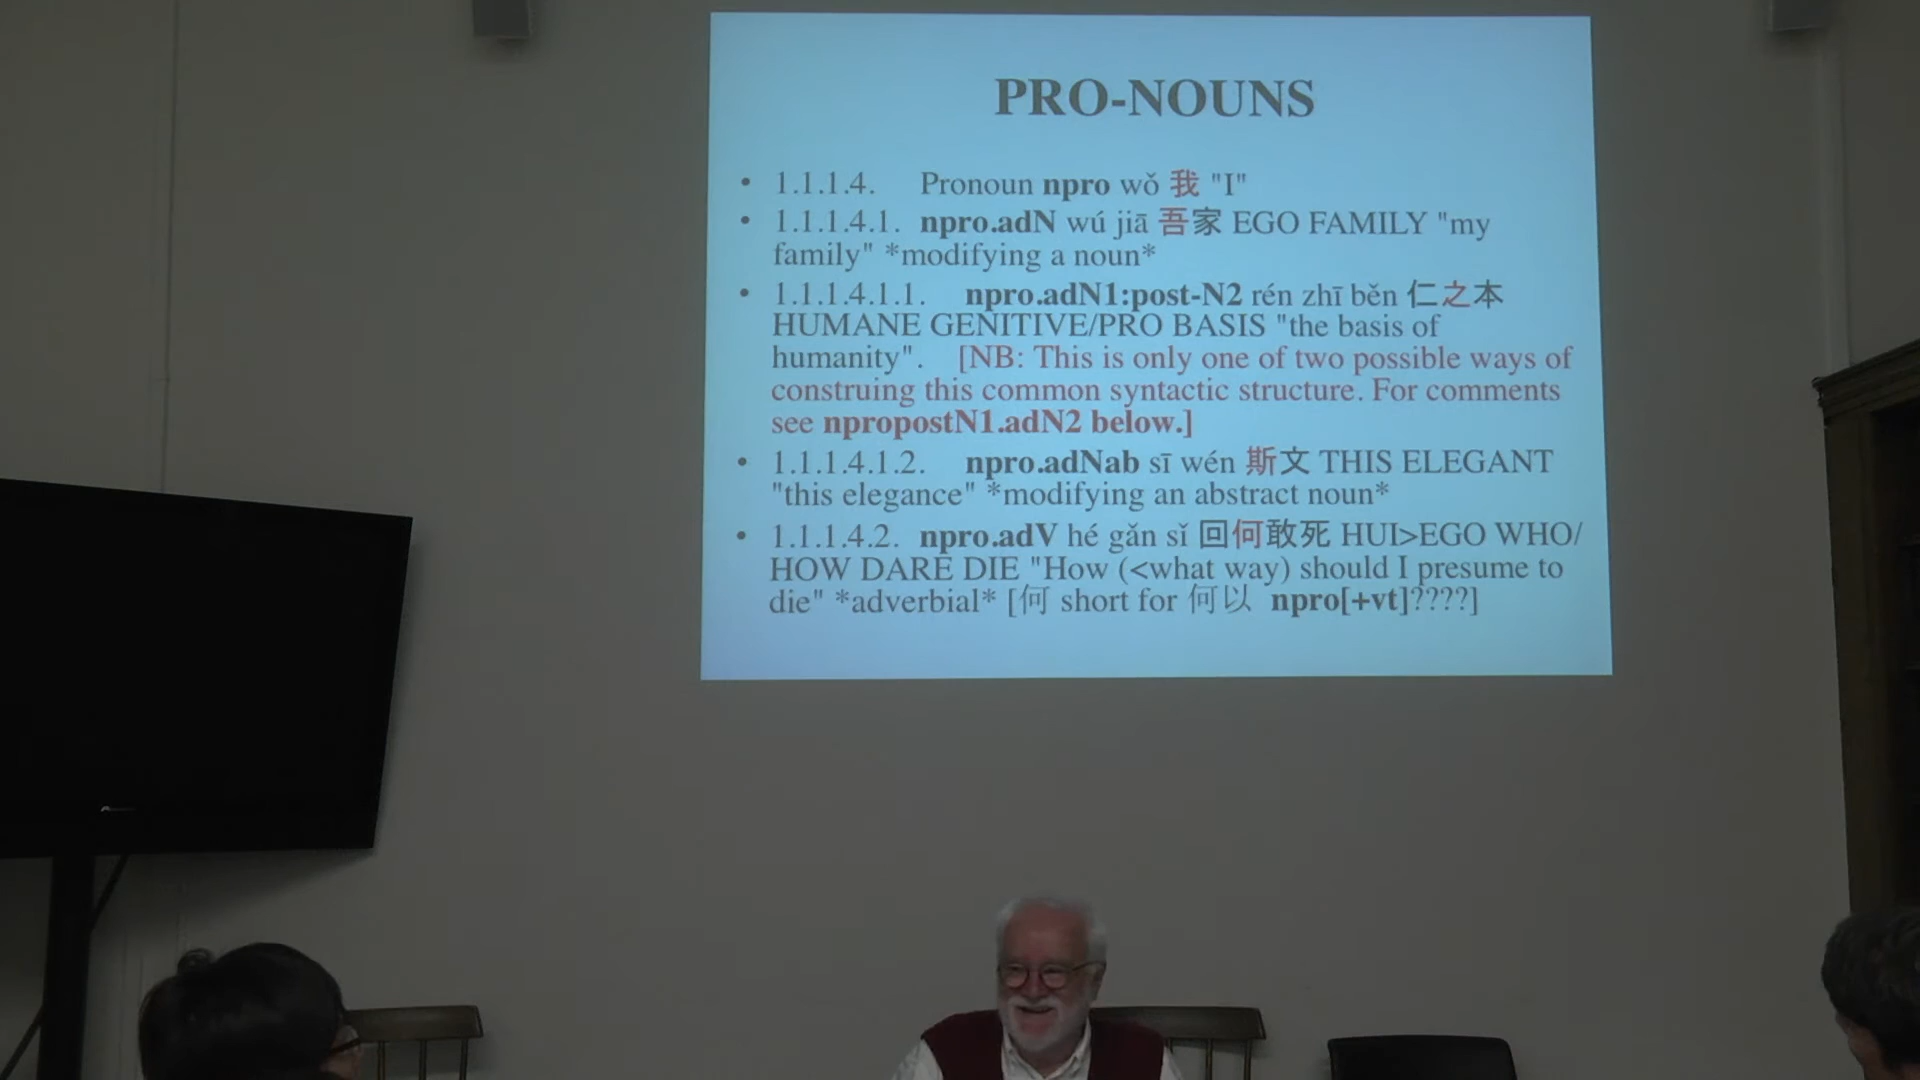 PRO-NOUNS
• 1.1.1.4. Pronoun npro wǒ 我 "I"
• 1.1.1.4.1. npro.adN wú jiā 吾家 EGO FAMILY "my
family" *modifying a noun*
• 1.1.1.4.1.1. npro.adN1:post-N2 rén zhī běn 仁之本
HUMANE GENITIVE/PRO BASIS "the basis of
humanity". [NB: This is only one of two possible ways of
construing this common syntactic structure. For comments
see npropostN1.adN2 below.]
• 1.1.1.4.1.2. npro.adNab sī wén 斯文 THIS ELEGANT
"this elegance" *modifying an abstract noun*
• 1.1.1.4.2. npro.adV hé gǎn sǐ 回何敢死 HUI>EGO WHO/
HOW DARE DIE "How (<what way) should I presume to
die" *adverbial* [何 short for 何以 npro[+vt]????]